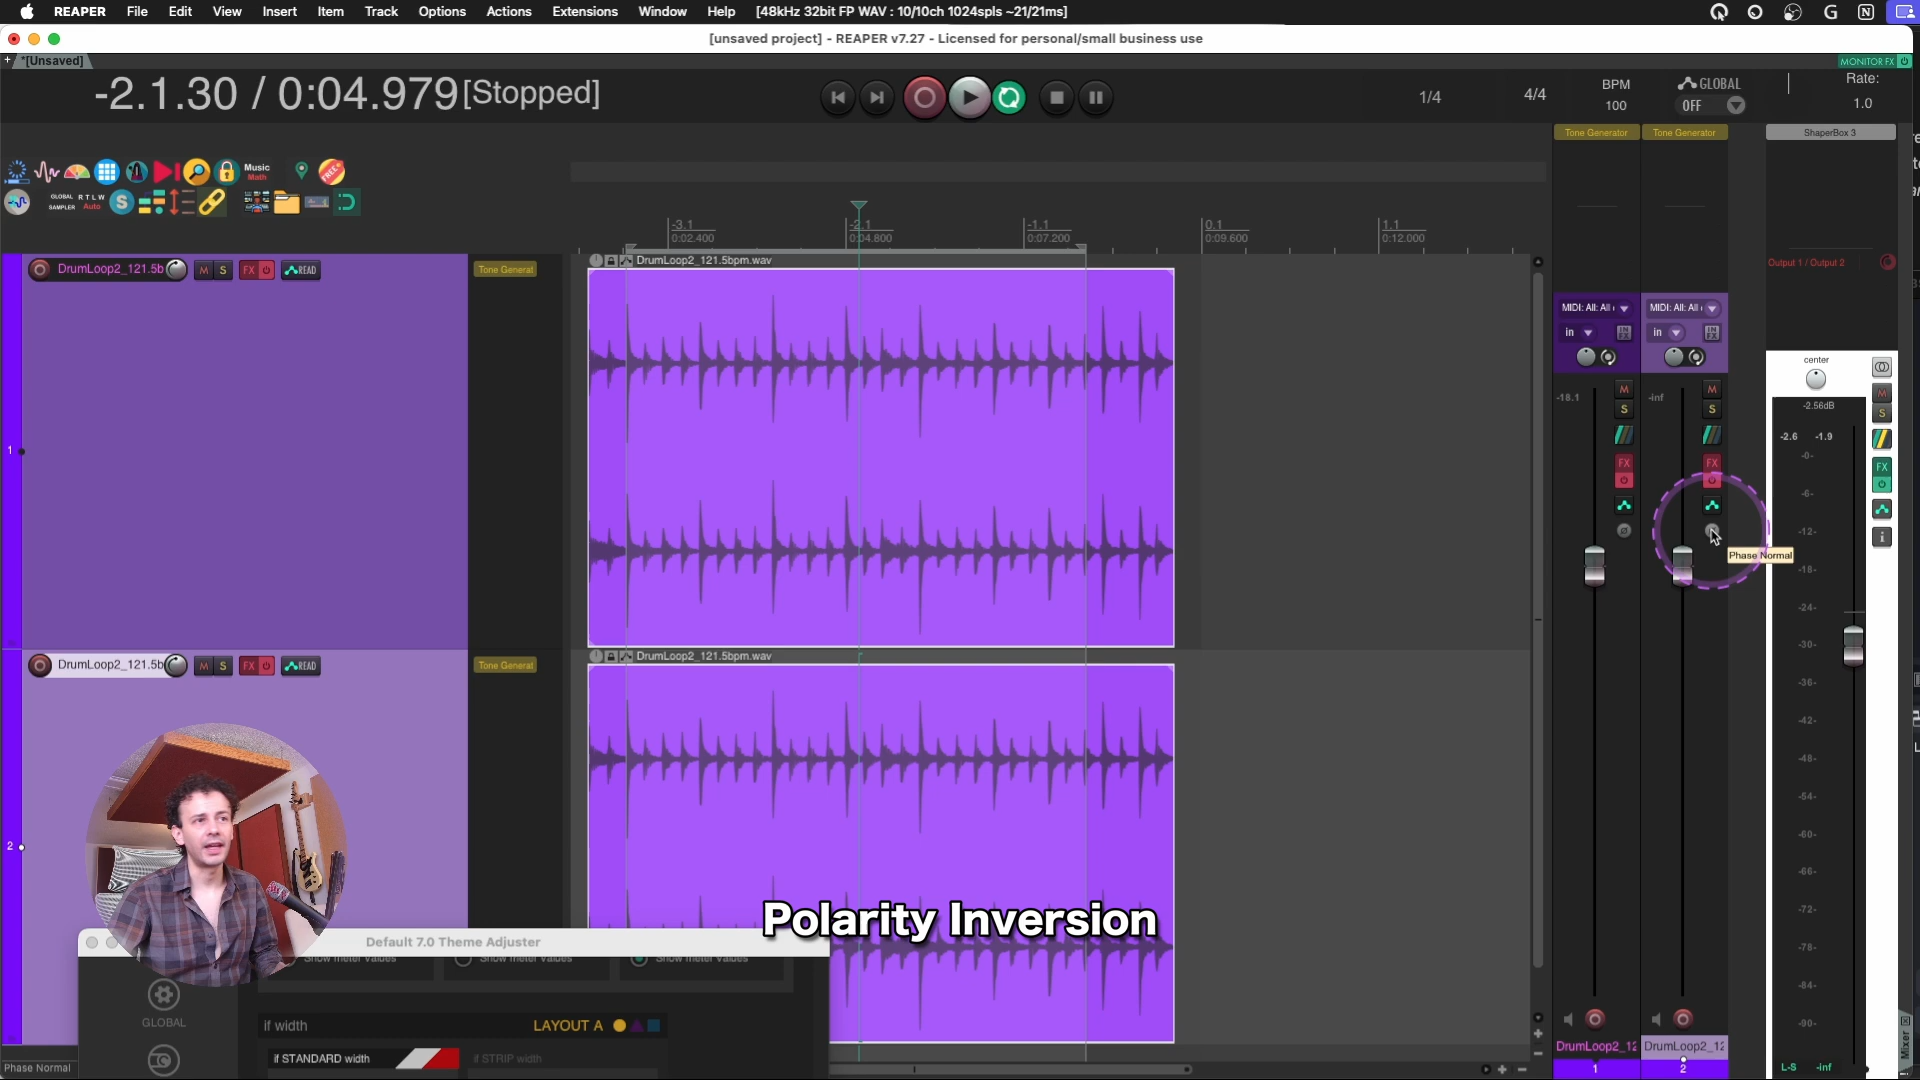 REAPER File Edit View Insert Item Track Options Actions Extensions Window Help [48kHz 32bit FP WAV : 10/10ch 1024spls ~21/21ms]
[unsaved project] - REAPER v7.27 - Licensed for personal/small business use
+ *[Unsaved]
MONITOR FX
-2.1.30 / 0:04.979 [Stopped]
1/4
4/4
BPM
100
GLOBAL
OFF
Rate:
1.0
Tone Generator
Tone Generator
ShaperBox 3
Music
Math
FREE
GLOBAL
SAMPLER
R T L W
Auto
S
-3.1
0:02.400
-2.1
0:04.800
-1.1
0:07.200
0.1
0:09.600
1.1
0:12.000
DrumLoop2_121.5b
M S FX READ
Tone Generat
DrumLoop2_121.5bpm.wav
1
DrumLoop2_121.5b
M S FX READ
Tone Generat
DrumLoop2_121.5bpm.wav
2
Output 1 / Output 2
MIDI: All: All
MIDI: All: All
in
IN
FX
in
IN
FX
center
-2.56dB
-18.1
M
S
FX
-inf
M
S
FX
M
S
FX
i
-2.6 -1.9
-0-
-6-
-12-
-18-
-24-
-30-
-36-
-42-
-48-
-54-
-60-
-66-
-72-
-78-
-84-
-90-
Phase Normal
Polarity Inversion
Default 7.0 Theme Adjuster
Show meter values
Show meter values
Show meter values
GLOBAL
if width
LAYOUT A
if STANDARD width
if STRIP width
Phase Normal
DrumLoop2_12
DrumLoop2_12
1
2
L-S -inf
Mixer